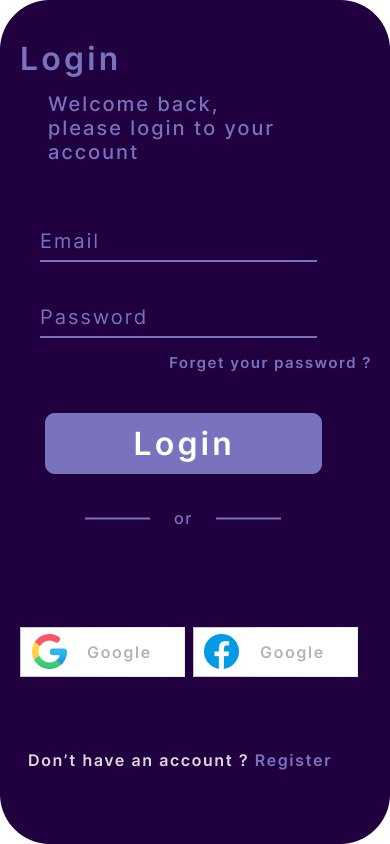 Login
Welcome back,
please login to your
account
Email
Password
Forget your password ?
Login
or
Google Google
Don’t have an account ? Register